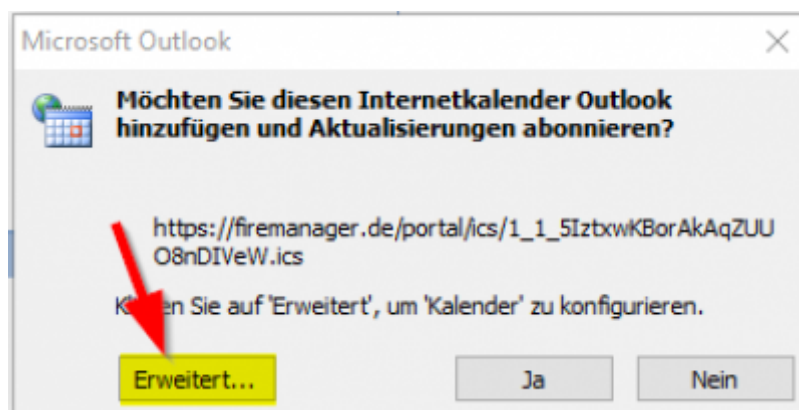 Microsoft Outlook
Möchten Sie diesen Internetkalender Outlook
hinzufügen und Aktualisierungen abonnieren?
https://firemanager.de/portal/ics/1_1_5IztxwKBorAkAqZUU
O8nDIVeW.ics
Sie auf 'Erweitert', um 'Kalender' zu konfigurieren.
Erweitert... Ja Nein